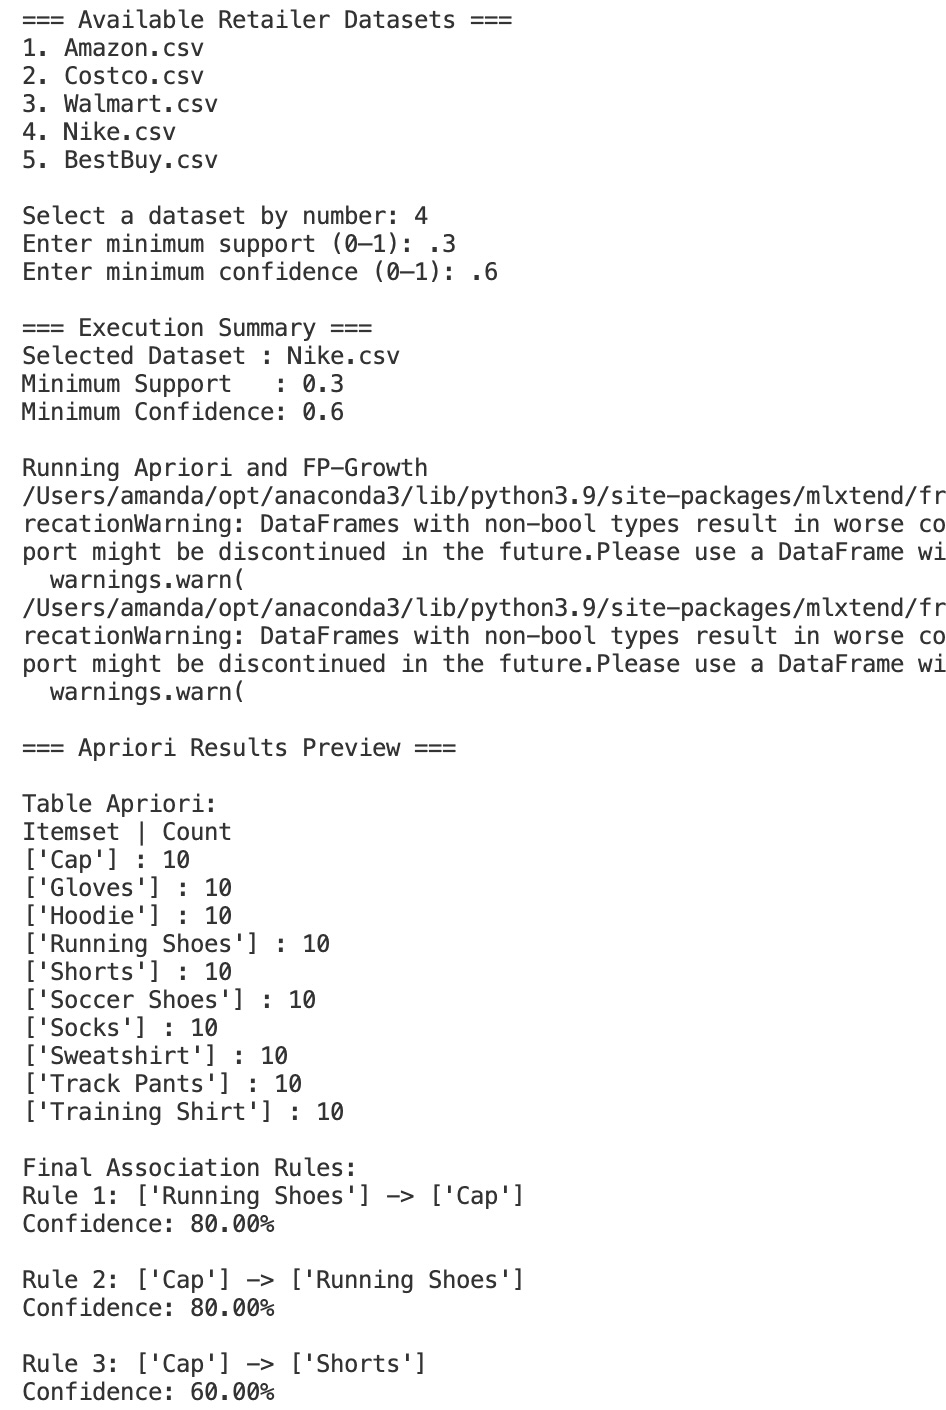 === Available Retailer Datasets ===
1. Amazon.csv
2. Costco.csv
3. Walmart.csv
4. Nike.csv
5. BestBuy.csv
Select a dataset by number: 4
Enter minimum support (0–1): .3
Enter minimum confidence (0–1): .6
=== Execution Summary ===
Selected Dataset : Nike.csv
Minimum Support   : 0.3
Minimum Confidence: 0.6
Running Apriori and FP-Growth
/Users/amanda/opt/anaconda3/lib/python3.9/site-packages/mlxtend/fr
recationWarning: DataFrames with non-bool types result in worse co
port might be discontinued in the future.Please use a DataFrame wi
  warnings.warn(
/Users/amanda/opt/anaconda3/lib/python3.9/site-packages/mlxtend/fr
recationWarning: DataFrames with non-bool types result in worse co
port might be discontinued in the future.Please use a DataFrame wi
  warnings.warn(
=== Apriori Results Preview ===
Table Apriori:
Itemset | Count
['Cap'] : 10
['Gloves'] : 10
['Hoodie'] : 10
['Running Shoes'] : 10
['Shorts'] : 10
['Soccer Shoes'] : 10
['Socks'] : 10
['Sweatshirt'] : 10
['Track Pants'] : 10
['Training Shirt'] : 10
Final Association Rules:
Rule 1: ['Running Shoes'] -> ['Cap']
Confidence: 80.00%
Rule 2: ['Cap'] -> ['Running Shoes']
Confidence: 80.00%
Rule 3: ['Cap'] -> ['Shorts']
Confidence: 60.00%